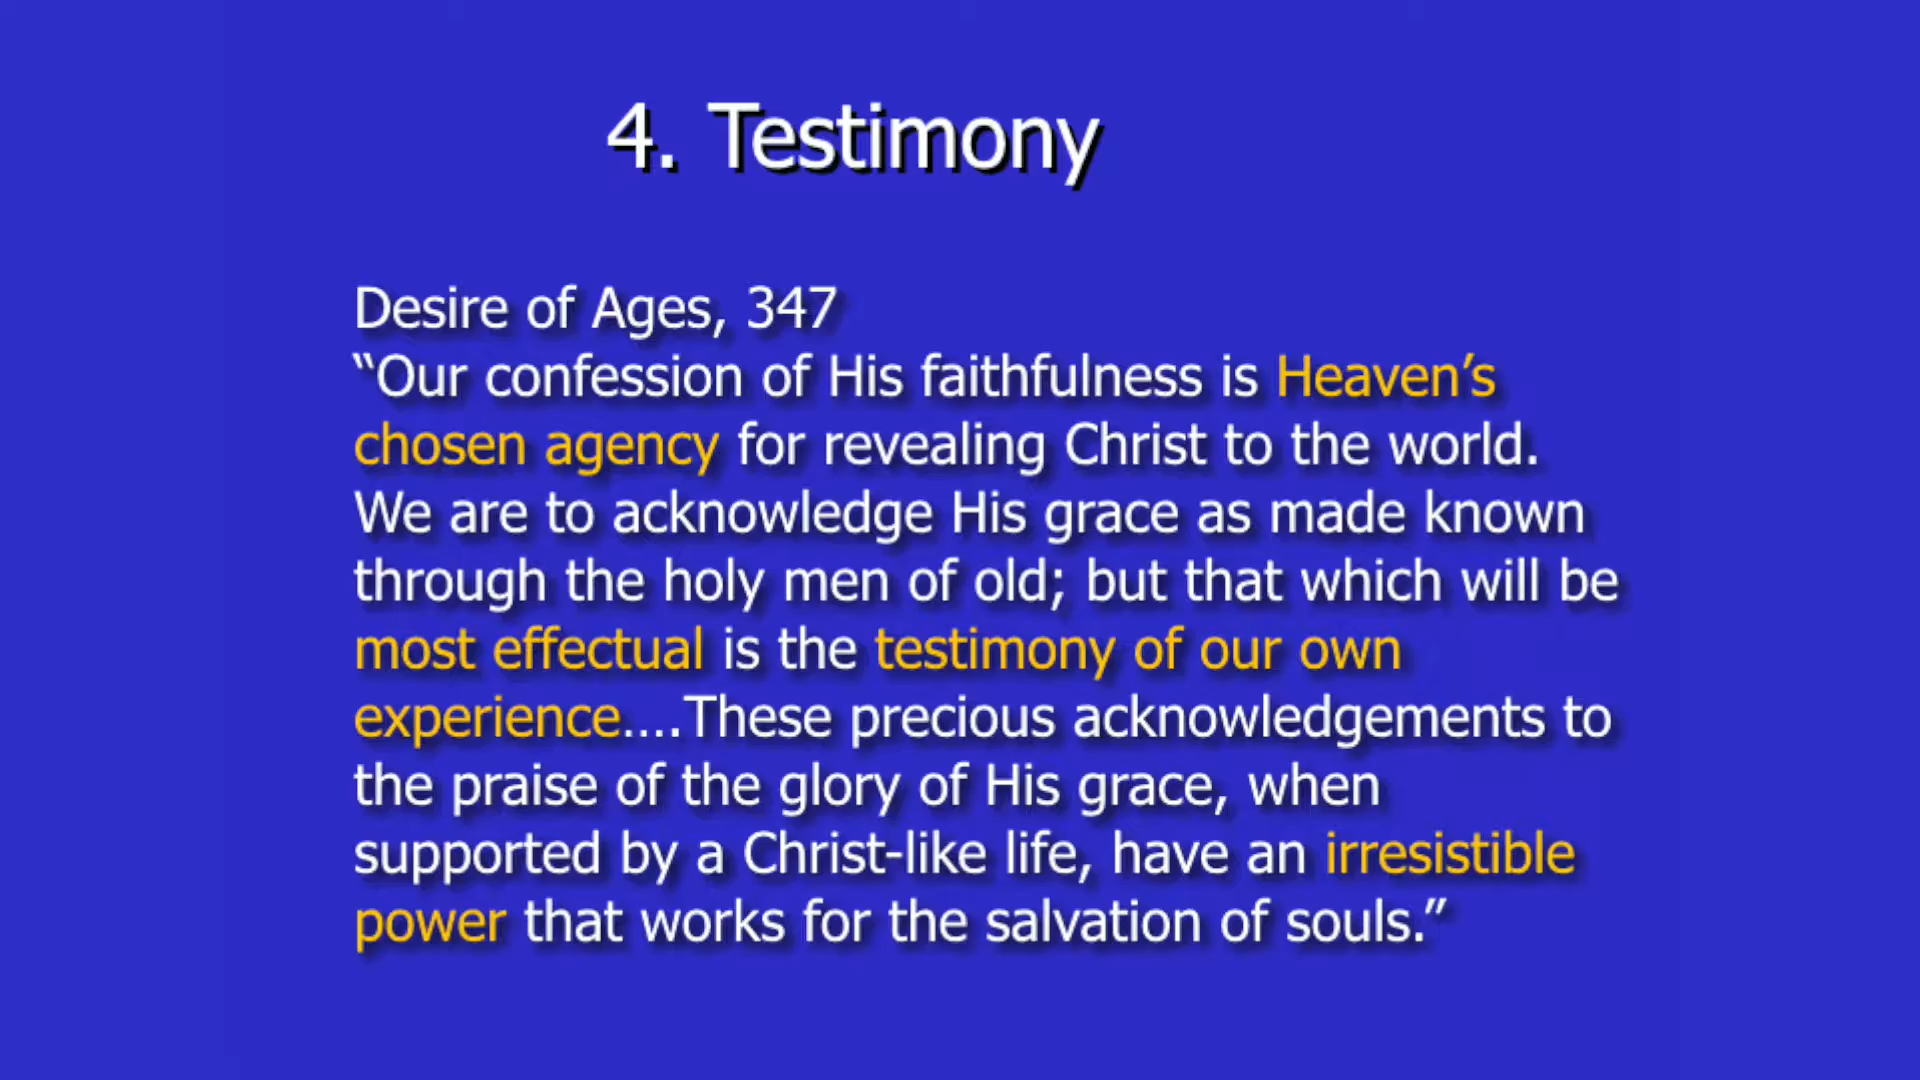 4. Testimony
Desire of Ages, 347
“Our confession of His faithfulness is Heaven’s
chosen agency for revealing Christ to the world.
We are to acknowledge His grace as made known
through the holy men of old; but that which will be
most effectual is the testimony of our own
experience….These precious acknowledgements to
the praise of the glory of His grace, when
supported by a Christ-like life, have an irresistible
power that works for the salvation of souls.”